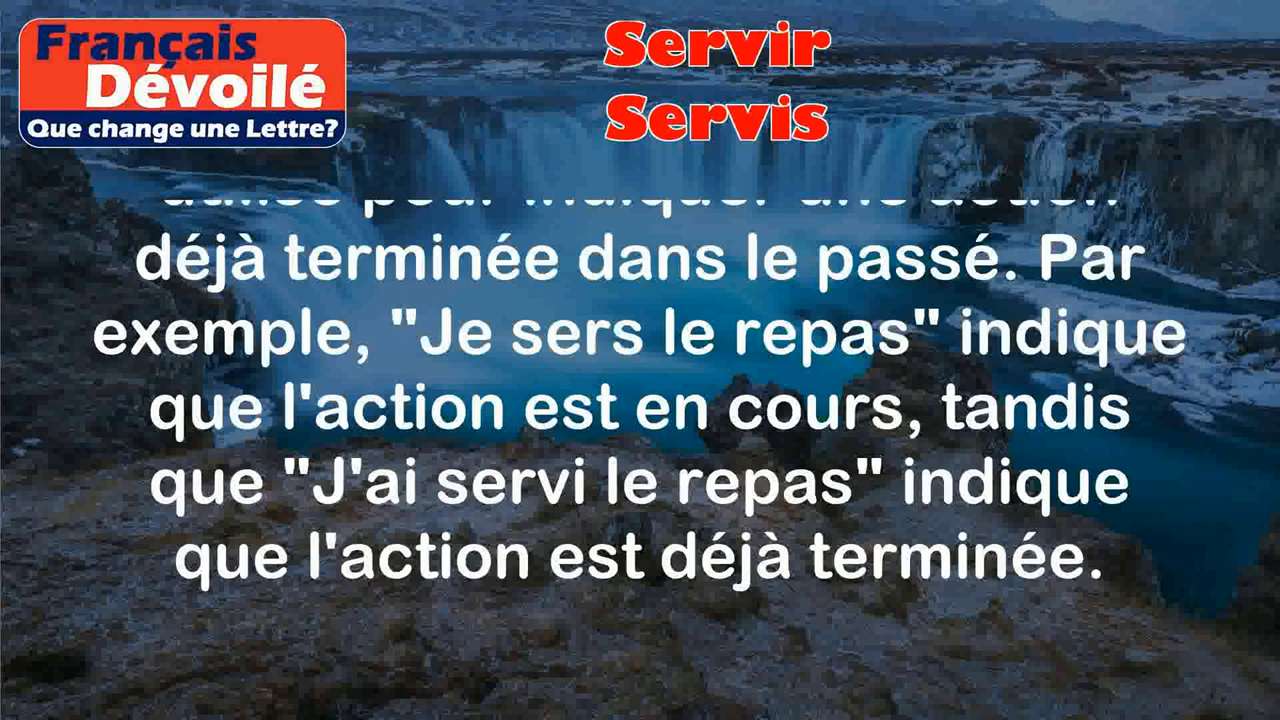 Français
Dévoilé
Que change une Lettre?
Servir
Servis
déjà terminée dans le passé. Par
exemple, "Je sers le repas" indique
que l'action est en cours, tandis
que "J'ai servi le repas" indique
que l'action est déjà terminée.